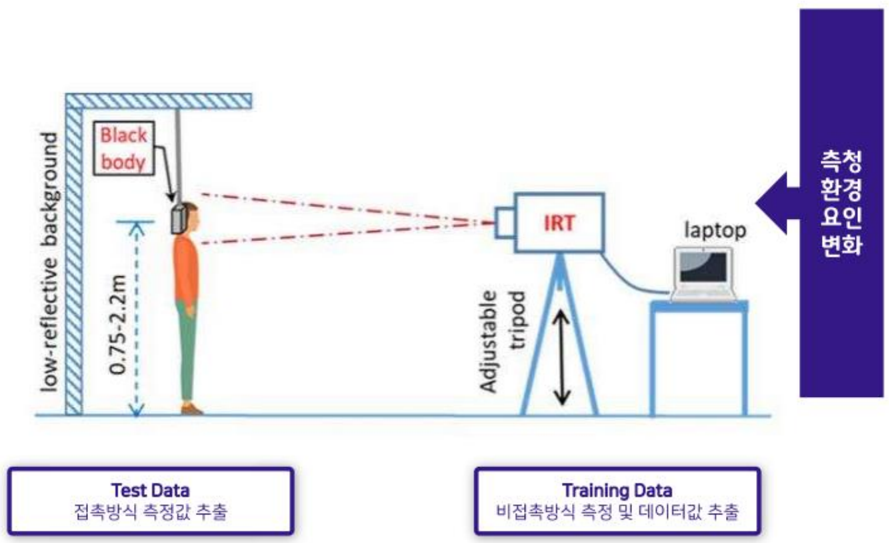 Black
body
low-reflective background
0.75-2.2m
IRT
Adjustable
tripod
laptop
측청
환경
요인
변화
Test Data
접촉방식 측정값 추출
Training Data
비접촉방식 측정 및 데이터값 추출